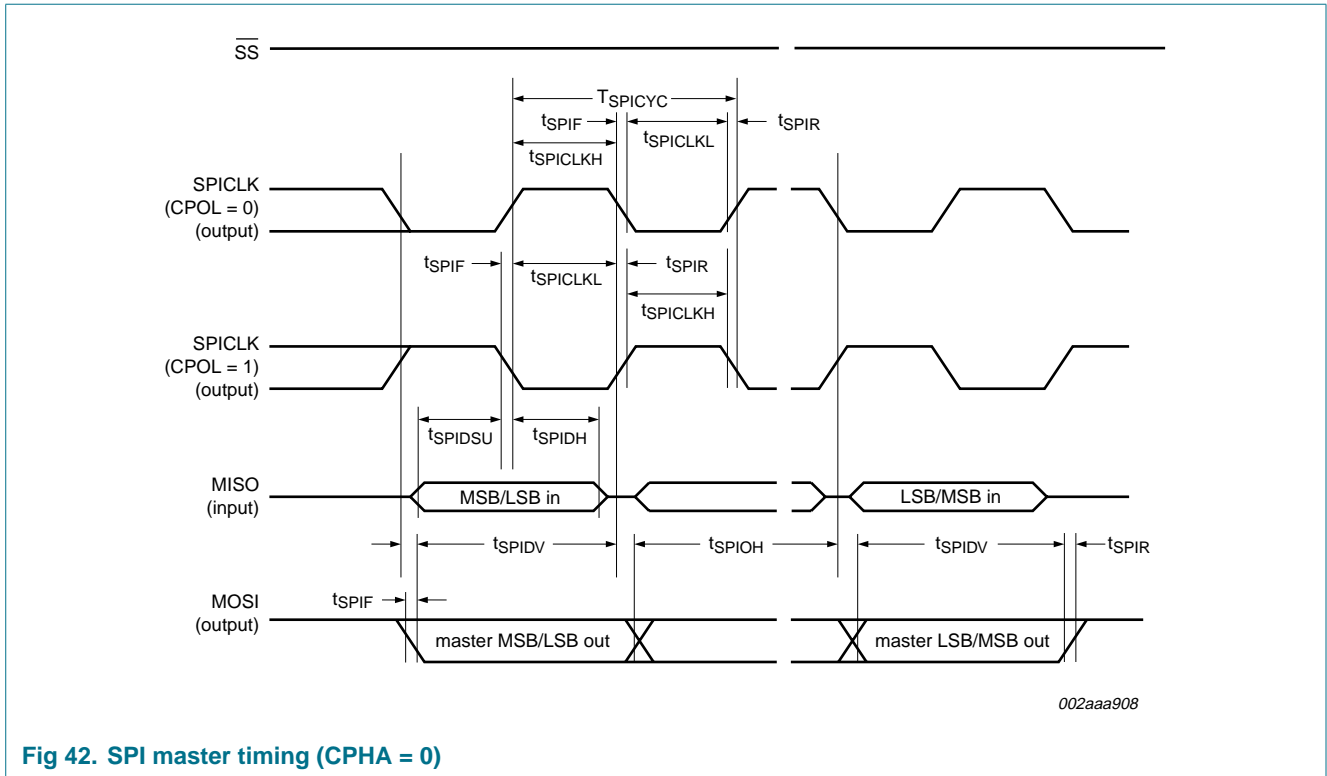 SS
TSPICYC
tSPIF tSPICLKL tSPIR
tSPICLKH
SPICLK
(CPOL = 0)
(output)
tSPIF tSPICLKL tSPIR
tSPICLKH
SPICLK
(CPOL = 1)
(output)
tSPIDSU tSPIDH
MISO
(input)
MSB/LSB in LSB/MSB in
tSPIDV tSPIOH tSPIDV tSPIR
tSPIF
MOSI
(output)
master MSB/LSB out master LSB/MSB out
002aaa908
Fig 42. SPI master timing (CPHA = 0)